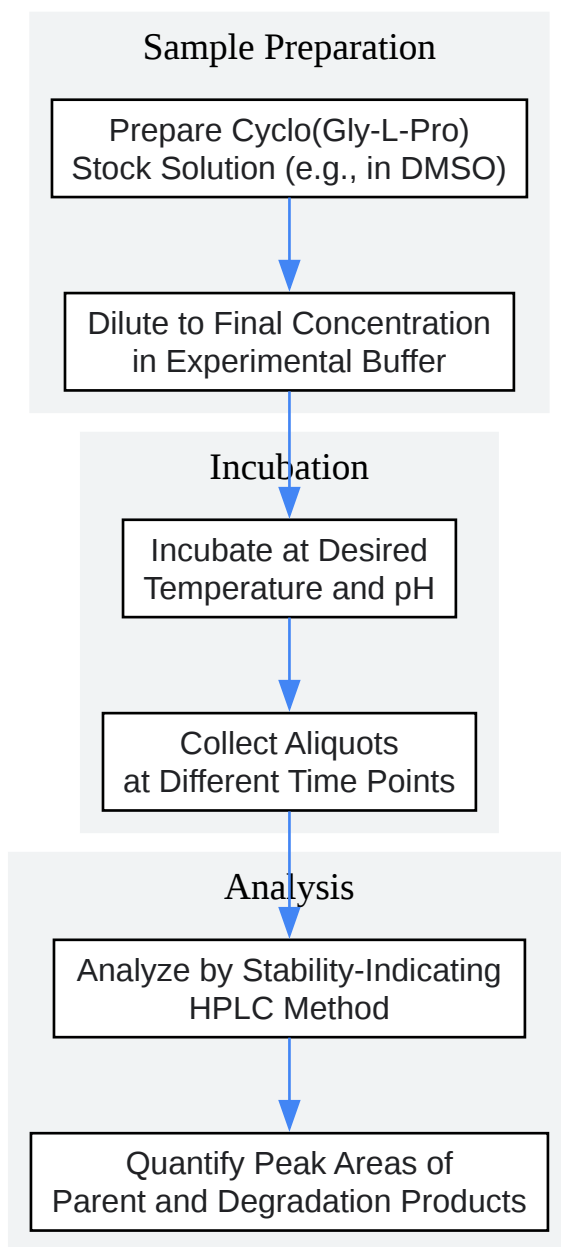 Sample Preparation
Prepare Cyclo(Gly-L-Pro)
Stock Solution (e.g., in DMSO)
Dilute to Final Concentration
in Experimental Buffer
Incubation
Incubate at Desired
Temperature and pH
Collect Aliquots
at Different Time Points
Analysis
Analyze by Stability-Indicating
HPLC Method
Quantify Peak Areas of
Parent and Degradation Products